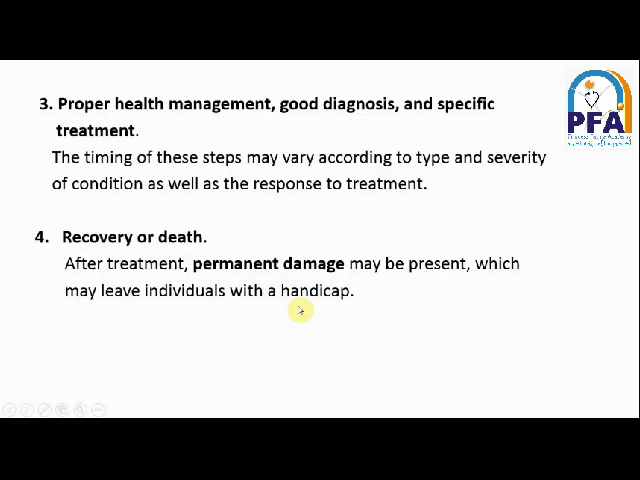 3. Proper health management, good diagnosis, and specific
treatment.
The timing of these steps may vary according to type and severity
of condition as well as the response to treatment.
4. Recovery or death.
After treatment, permanent damage may be present, which
may leave individuals with a handicap.
PFA